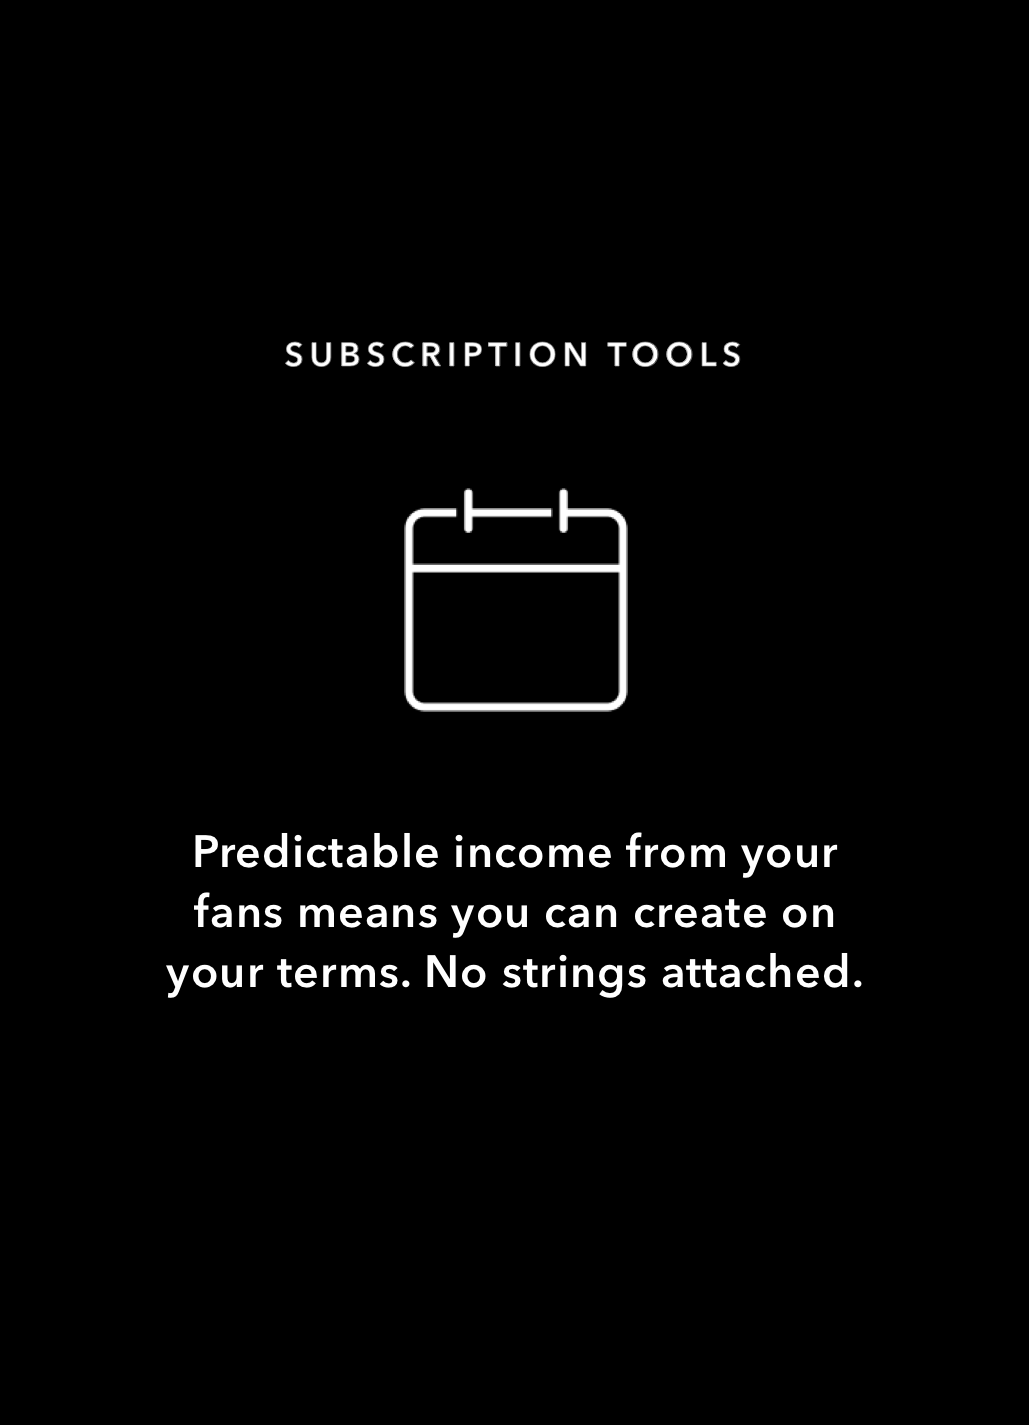 SUBSCRIPTION TOOLS
Predictable income from your
fans means you can create on
your terms. No strings attached.